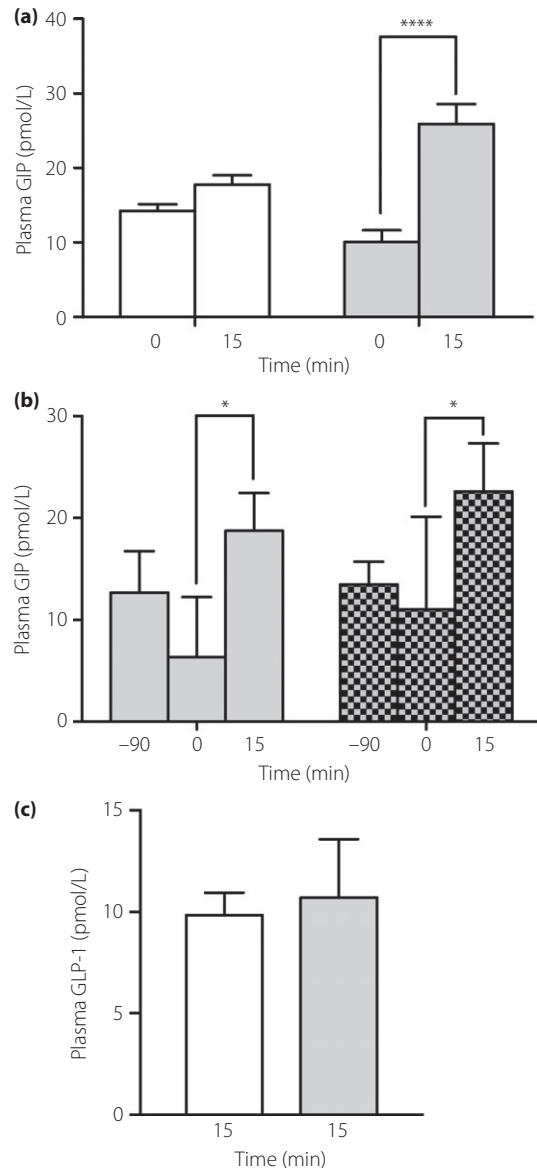 (a)
40
30
20
10
0
Plasma GIP (pmol/L)
****
0 15 0 15
Time (min)
(b)
30
20
10
0
Plasma GIP (pmol/L)
* *
–90 0 15 –90 0 15
Time (min)
(c)
15
10
5
0
Plasma GLP-1 (pmol/L)
15 15
Time (min)